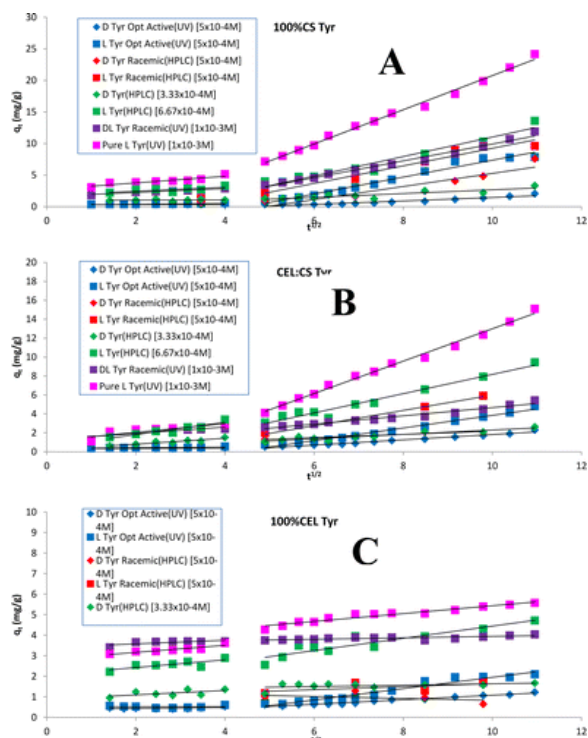 100%CS Tyr
A
D Tyr Opt Active(UV) [5x10-4M]
L Tyr Opt Active(UV) [5x10-4M]
D Tyr Racemic(HPLC) [5x10-4M]
L Tyr Racemic(HPLC) [5x10-4M]
D Tyr(HPLC) [3.33x10-4M]
L Tyr(HPLC) [6.67x10-4M]
DL Tyr Racemic(UV) [1x10-3M]
Pure L Tyr(UV) [1x10-3M]
qt (mg/g)
30
25
20
15
10
5
0
0 2 4 6 8 10 12
t1/2
CEL:CS Tyr
B
D Tyr Opt Active(UV) [5x10-4M]
L Tyr Opt Active(UV) [5x10-4M]
D Tyr Racemic(HPLC) [5x10-4M]
L Tyr Racemic(HPLC) [5x10-4M]
D Tyr(HPLC) [3.33x10-4M]
L Tyr(HPLC) [6.67x10-4M]
DL Tyr Racemic(UV) [1x10-3M]
Pure L Tyr(UV) [1x10-3M]
qt (mg/g)
20
18
16
14
12
10
8
6
4
2
0
0 2 4 6 8 10 12
t1/2
100%CEL Tyr
C
D Tyr Opt Active(UV) [5x10-
4M]
L Tyr Opt Active(UV) [5x10-
4M]
D Tyr Racemic(HPLC) [5x10-
4M]
L Tyr Racemic(HPLC) [5x10-
4M]
D Tyr(HPLC) [3.33x10-4M]
qt (mg/g)
10
9
8
7
6
5
4
3
2
1
0
0 2 4 6 8 10 12